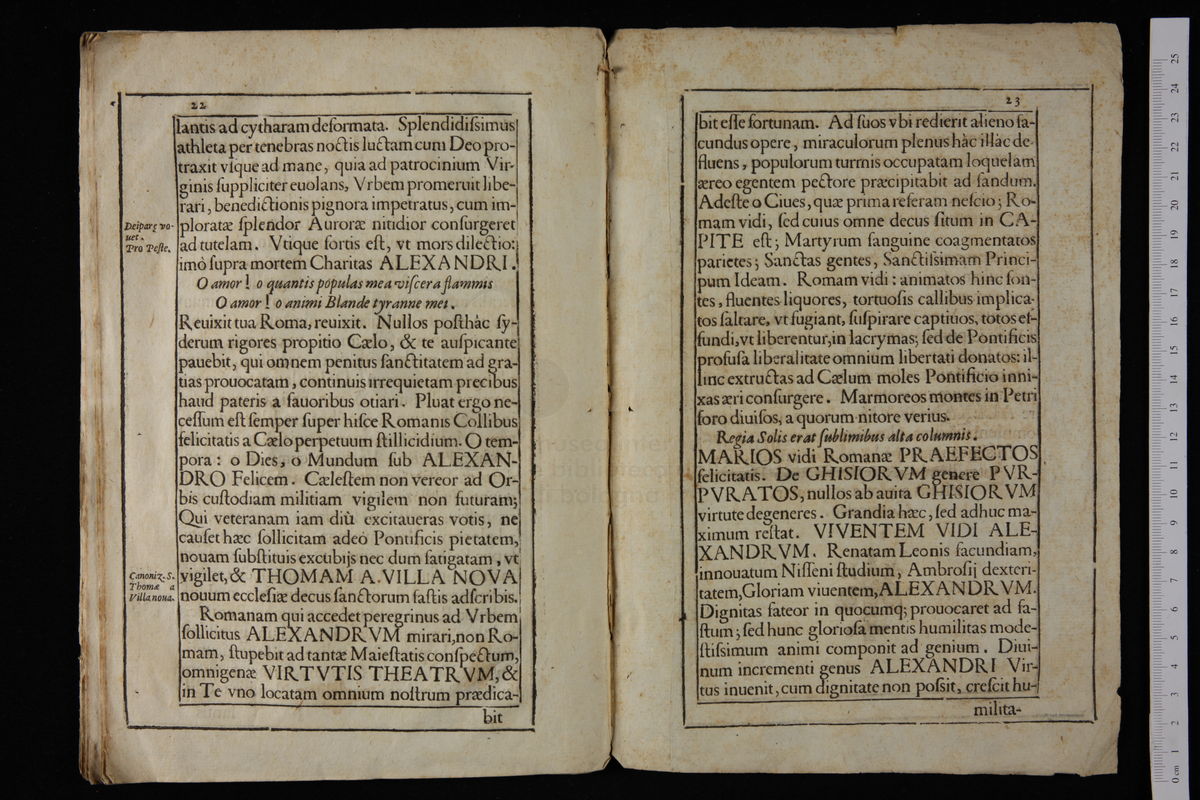 22
lantis ad cytharam deformata. Splendidiſsimus
athleta per tenebras noctis luctam cum Deo pro-
traxit vſque ad mane, quia ad patrocinium Vir-
ginis ſuppliciter euolans, Vrbem promeruit libe-
rari, benedictionis pignora impetratus, cum im-
Deiparę vo-
uet.
Pro Peſte.
ploratæ ſplendor Auroræ nitidior conſurgeret
ad tutelam. Vtique fortis eſt, vt mors dilectio:
imò ſupra mortem Charitas ALEXANDRI.
O amor! o quantis populas mea viſcera flammis
O amor! o animi Blande tyranne mei.
Reuixit tua Roma, reuixit. Nullos poſthàc ſy-
derum rigores propitio Cælo, & te auſpicante
pauebit, qui omnem penitus ſanctitatem ad gra-
tias prouocatam, continuis irrequietam precibus
haud pateris a fauoribus otiari. Pluat ergo ne-
ceſſum eſt ſemper ſuper hiſce Romanis Collibus
felicitatis a Cælo perpetuum ſtillicidium. O tem-
pora: o Dies, o Mundum ſub ALEXAN-
DRO Felicem. Cæleſtem non vereor ad Or-
bis cuſtodiam militiam vigilem non futuram;
Qui veteranam iam diù excitaueras votis, ne
cauſet hæc ſollicitam adeò Pontificis pietatem,
nouam ſubſtituis excubijs nec dum fatigatam, vt
Canoniz. S.
Thomæ a
Villa noua.
vigilet, & THOMAM A VILLA NOVA
nouum eccleſiæ decus ſanctorum faſtis adſcribis.
Romanam qui accedet peregrinus ad Vrbem
ſollicitus ALEXANDRVM mirari, non Ro-
mam, ſtupebit ad tantæ Maieſtatis conſpectum,
omnigenæ VIRTVTIS THEATRVM, &
in Te vno locatam omnium noſtrum prædica-
bit
23
bit eſſe fortunam. Ad ſuos vbi redierit alieno fa-
cundus opere, miraculorum plenus hàc illàc de-
fluens, populorum turmis occupatam loquelam
æreo egentem pectore præcipitabit ad fandum.
Adeſte o Ciues, quæ prima referam neſcio; Ro-
mam vidi, ſed cuius omne decus ſitum in CA-
PITE eſt; Martyrum ſanguine coagmentatos
parietes; Sanctas gentes, Sanctiſsimam Princi-
pum Ideam. Romam vidi: animatos hinc fon-
tes, fluentes liquores, tortuoſis callibus implica-
tos ſaltare, vt fugiant, ſuſpirare captiuos, totos ef-
fundi, vt liberentur, in lacrymas; ſed de Pontificis
profuſa liberalitate omnium libertati donatos: il-
linc extructas ad Cælum moles Pontificio inni-
xas æri conſurgere. Marmoreos montes in Petri
foro diuiſos, a quorum nitore verius.
Regia Solis erat ſublimibus alta columnis.
MARIOS vidi Romanæ PRAEFECTOS
felicitatis. De GHISIORVM genere PVR-
PVRATOS, nullos ab auita GHISIORVM
virtute degeneres. Grandia hæc, ſed adhuc ma-
ximum reſtat. VIVENTEM VIDI ALE-
XANDRVM. Renatam Leonis facundiam,
innouatum Niſſeni ſtudium, Ambroſij dexteri-
tatem, Gloriam viuentem, ALEXANDRVM.
Dignitas fateor in quocumq; prouocaret ad fa-
ſtum; ſed hunc glorioſa mentis humilitas mode-
ſtiſsimum animi componit ad genium. Diui-
num incrementi genus ALEXANDRI Vir-
tus inuenit, cum dignitate non poſsit, creſcit hu-
milita-